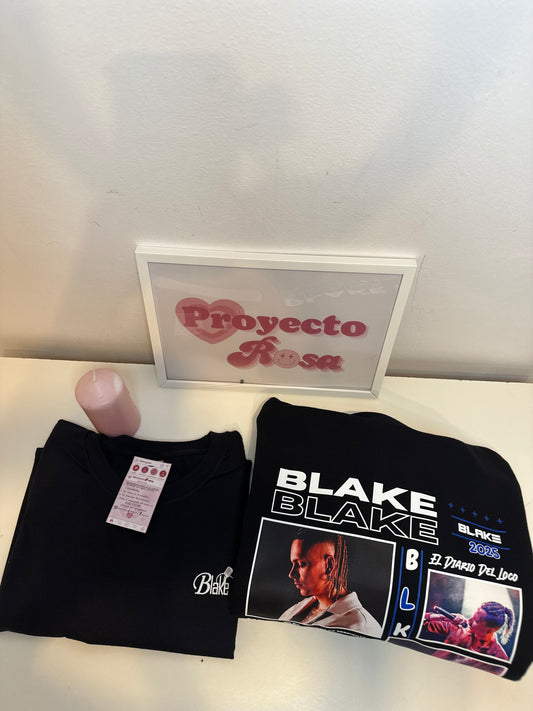 Proyecto
Rosa
BLAKE
BLAKE
BLAKE
2025
EL DIARIO DEL LOCO
B
L
K
Blake